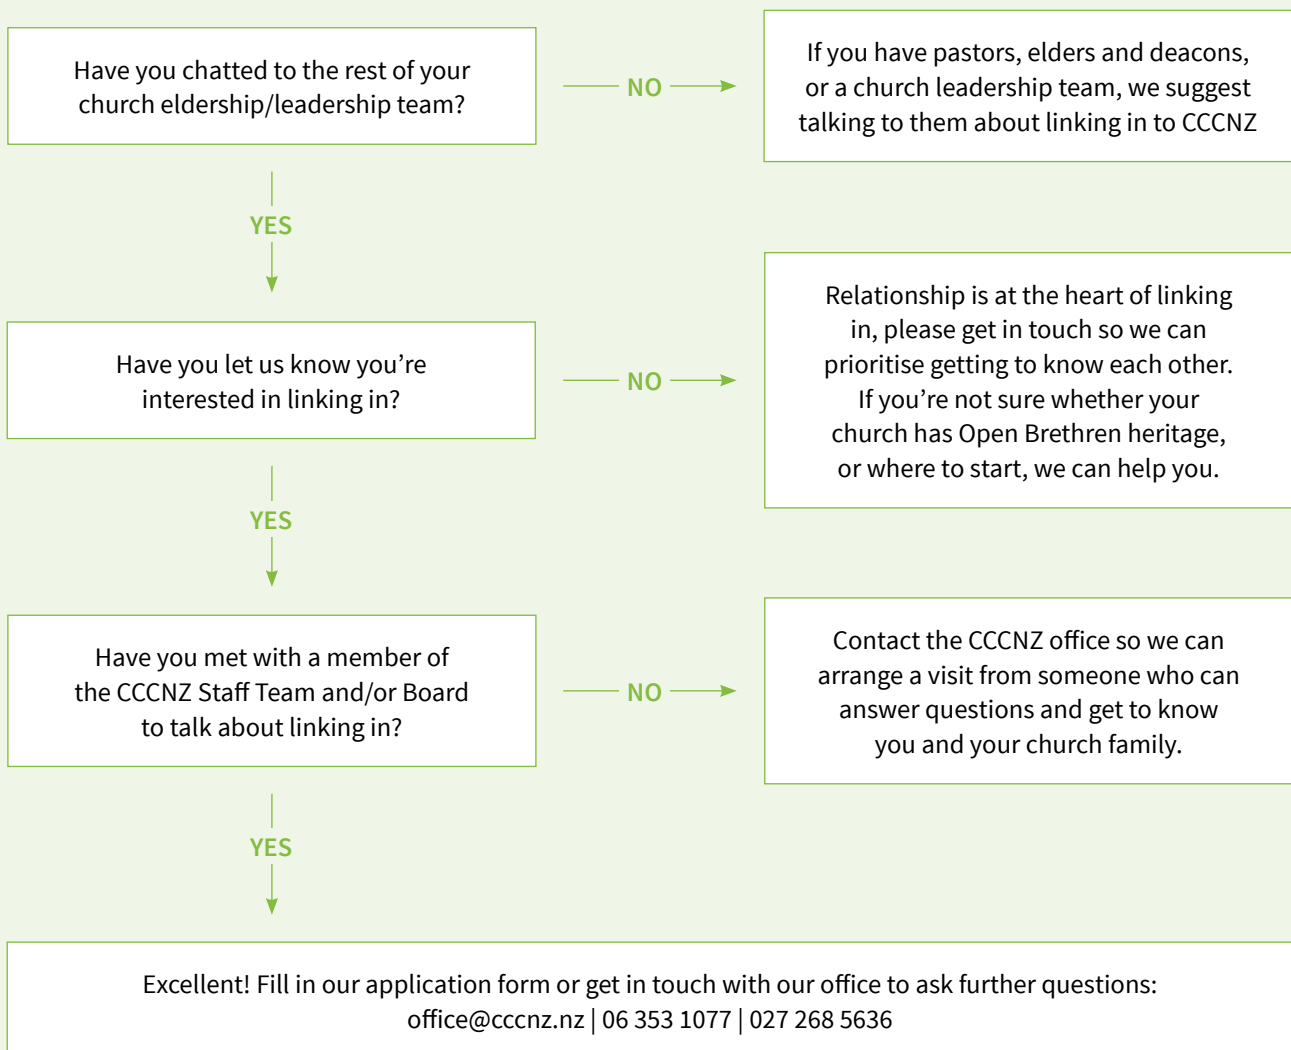 Have you chatted to the rest of your
church eldership/leadership team?
NO
If you have pastors, elders and deacons,
or a church leadership team, we suggest
talking to them about linking in to CCCNZ
YES
Have you let us know you’re
interested in linking in?
NO
Relationship is at the heart of linking
in, please get in touch so we can
prioritise getting to know each other.
If you’re not sure whether your
church has Open Brethren heritage,
or where to start, we can help you.
YES
Have you met with a member of
the CCCNZ Staff Team and/or Board
to talk about linking in?
NO
Contact the CCCNZ office so we can
arrange a visit from someone who can
answer questions and get to know
you and your church family.
YES
Excellent! Fill in our application form or get in touch with our office to ask further questions:
office@cccnz.nz | 06 353 1077 | 027 268 5636